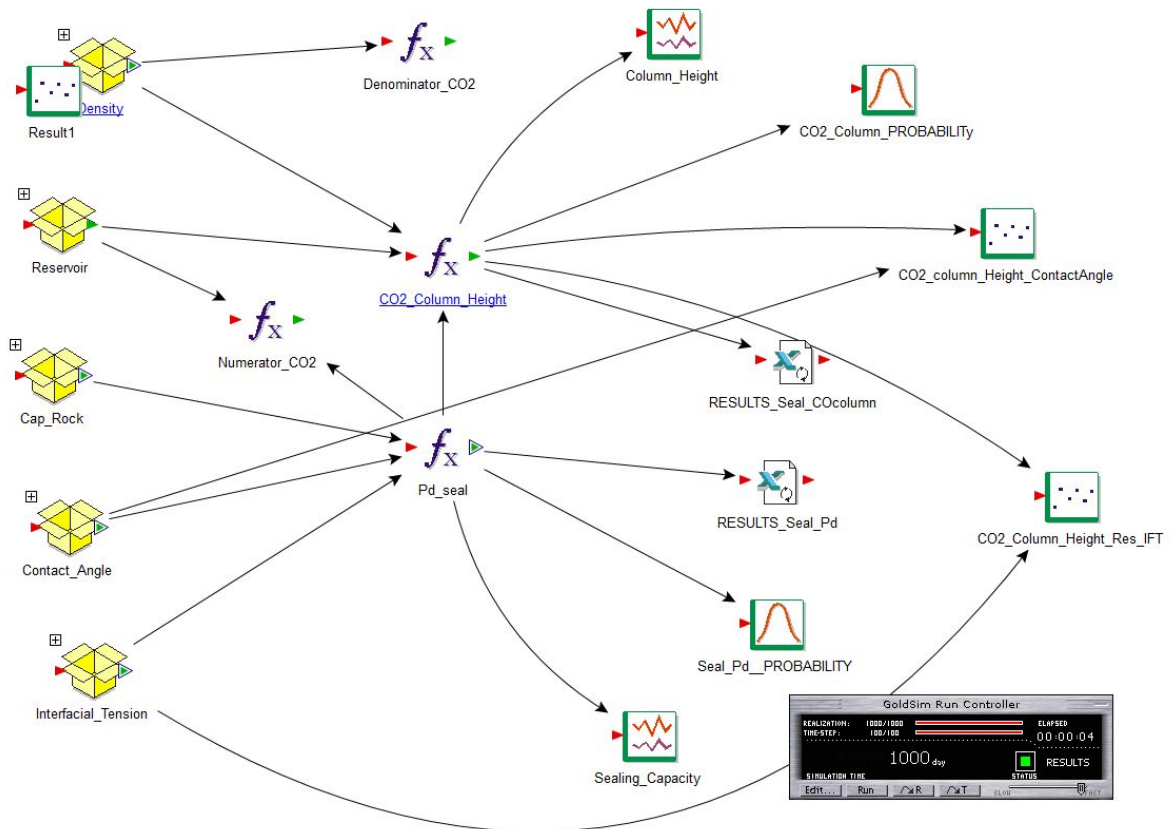 Column_Height
Denominator_CO2
CO2_Column_PROBABILITy
Density
Result1
Reservoir
CO2_column_Height_ContactAngle
CO2_Column_Height
Numerator_CO2
Cap_Rock
RESULTS_Seal_COcolumn
Pd_seal
RESULTS_Seal_Pd
CO2_Column_Height_Res_IFT
Contact_Angle
Seal_Pd__PROBABILITY
Interfacial_Tension
Sealing_Capacity
GoldSim Run Controller
REALIZATION: 1000/1000 ELAPSED
TIME-STEP: 100/100 00:00:04
1000 day RESULTS
SIMULATION TIME STATUS
Edit... Run R T SLOW FAST